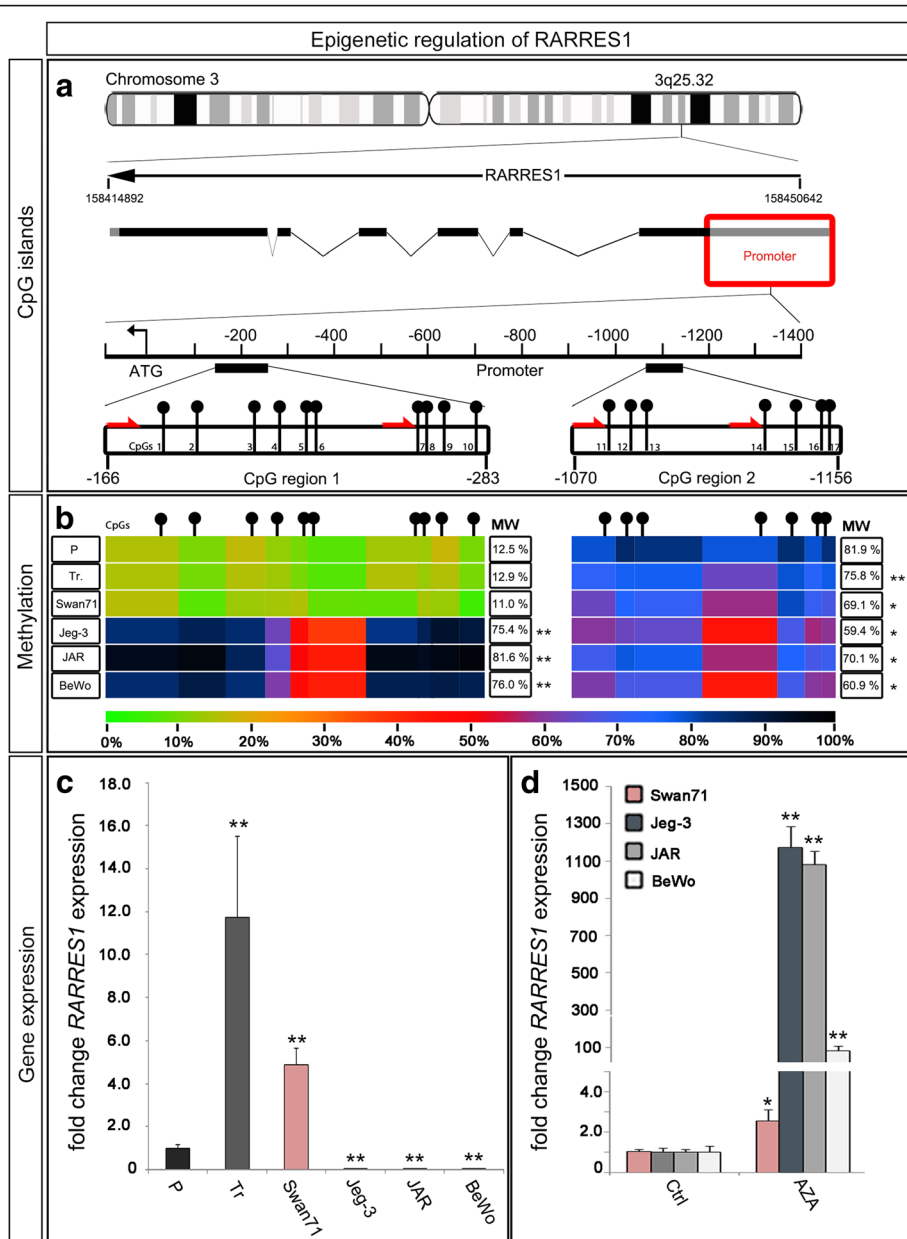 Epigenetic regulation of RARRES1
CpG islands
a
Chromosome 3
3q25.32
RARRES1
158414892
158450642
Promoter
-200 -400 -600 -800 -1000 -1200 -1400
ATG
Promoter
CpGs 1 2 3 4 5 6 7 8 9 10
11 12 13 14 15 16 17
-166 CpG region 1 -283
-1070 CpG region 2 -1156
Methylation
b
CpGs
MW
MW
P 12.5 % 81.9 %
Tr. 12.9 % 75.8 % **
Swan71 11.0 % 69.1 % *
Jeg-3 75.4 % ** 59.4 % *
JAR 81.6 % ** 70.1 % *
BeWo 76.0 % ** 60.9 % *
0% 10% 20% 30% 40% 50% 60% 70% 80% 90% 100%
Gene expression
c
fold change RARRES1 expression
18.0
16.0
14.0
12.0
10.0
8.0
6.0
4.0
2.0
0
**
**
**
**
**
P Tr Swan71 Jeg-3 JAR BeWo
d
fold change RARRES1 expression
1500
1300
1100
900
700
500
300
100
4.0
2.0
0
Swan71
Jeg-3
JAR
BeWo
*
**
**
**
Ctrl AZA